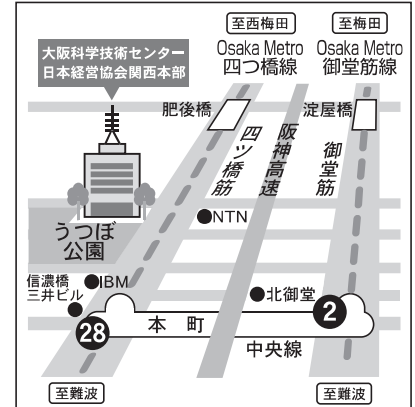 至西梅田
至梅田
大阪科学技術センター
日本経営協会関西本部
Osaka Metro
四つ橋線
Osaka Metro
御堂筋線
肥後橋
淀屋橋
四ツ橋筋
阪神高速
御堂筋
NTN
うつぼ
公園
信濃橋
三井ビル
IBM
北御堂
28
本町
2
中央線
至難波
至難波